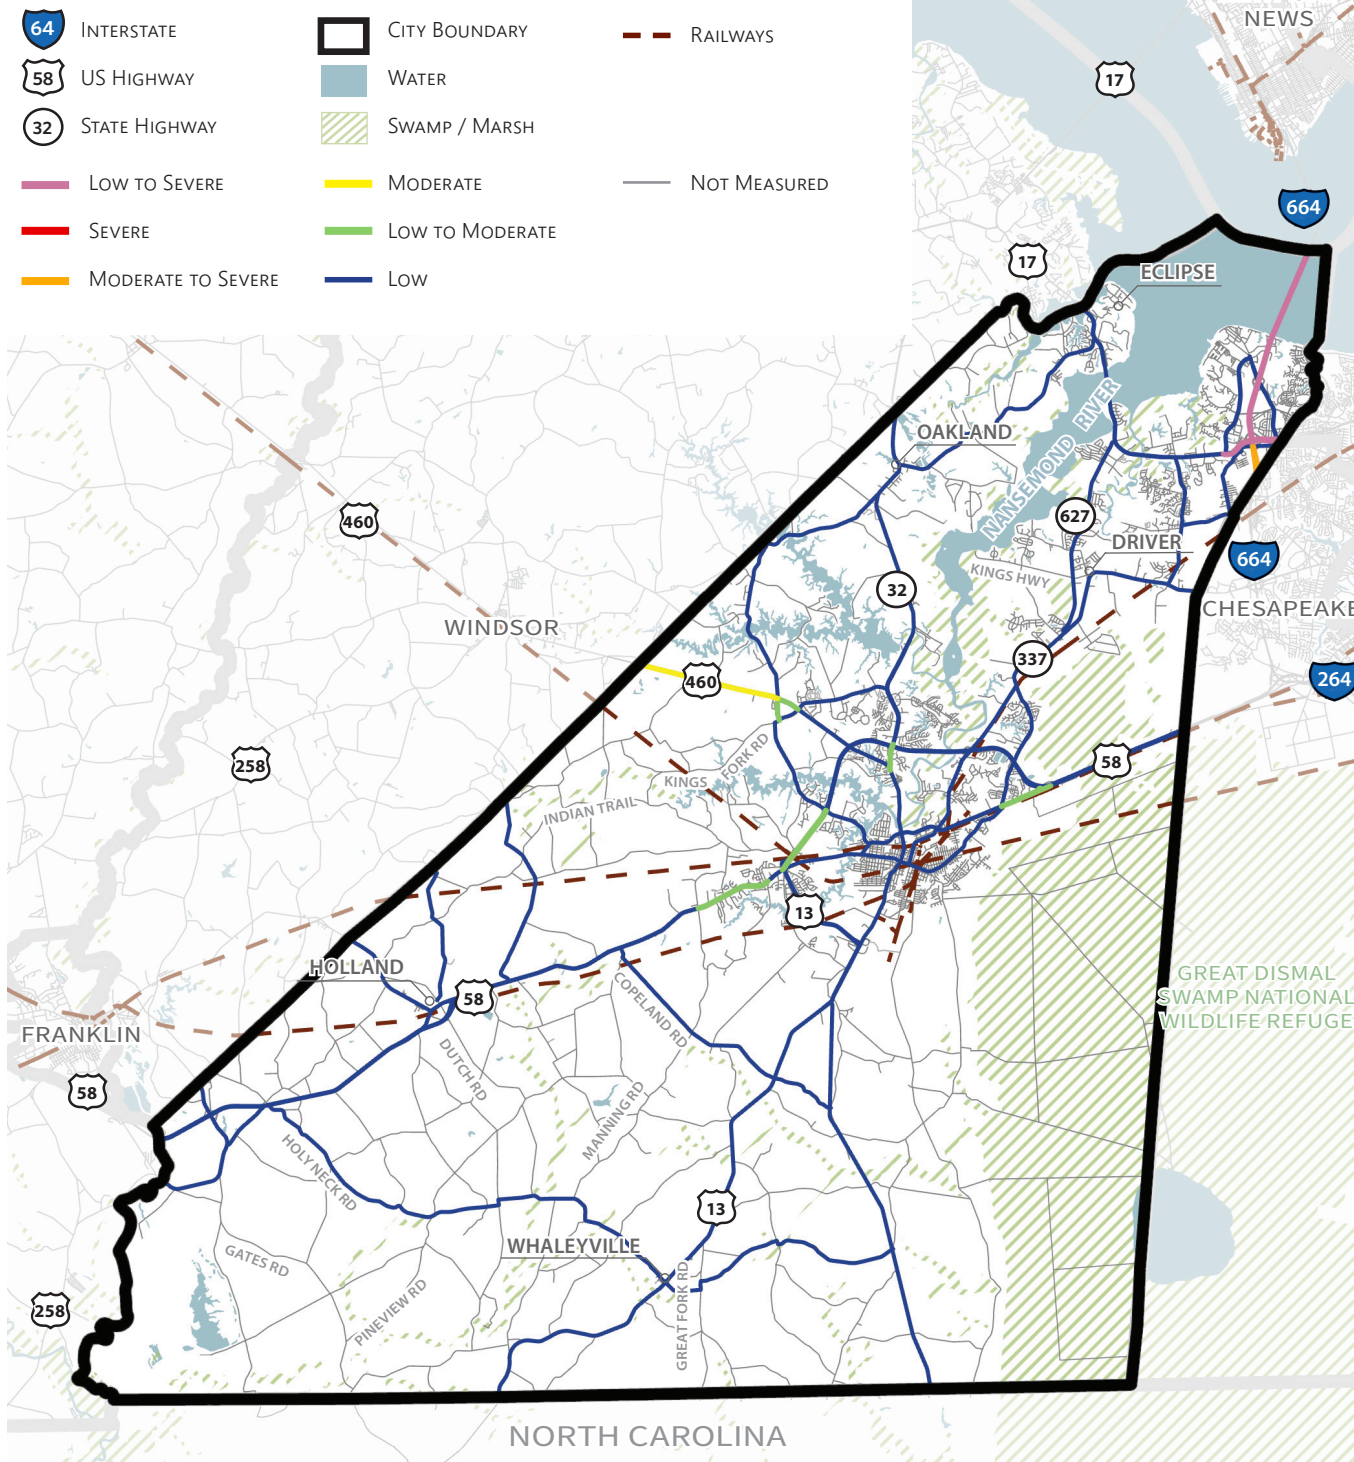 64 INTERSTATE
58 US HIGHWAY
32 STATE HIGHWAY
CITY BOUNDARY
WATER
SWAMP / MARSH
RAILWAYS
LOW TO SEVERE
SEVERE
MODERATE TO SEVERE
MODERATE
LOW TO MODERATE
LOW
NOT MEASURED
NEWS
17
664
17
ECLIPSE
NANSEMOND RIVER
OAKLAND
460
627
DRIVER
664
KINGS HWY
32
CHESAPEAKE
WINDSOR
337
460
264
258
KINGS FORK RD
58
INDIAN TRAIL
13
HOLLAND
58
GREAT DISMAL
SWAMP NATIONAL
WILDLIFE REFUGE
FRANKLIN
COPELAND RD
DUTCH RD
58
MANNING RD
HOLY NECK RD
13
WHALEYVILLE
GATES RD
258
PINEVIEW RD
GREAT FORK RD
NORTH CAROLINA